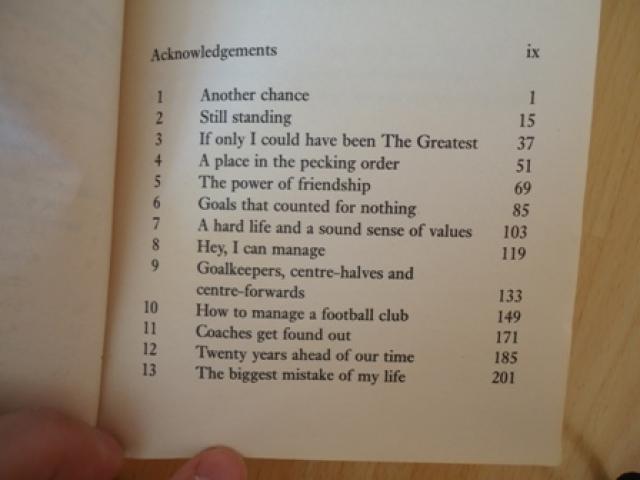 Acknowledgements ix
1 Another chance 1
2 Still standing 15
3 If only I could have been The Greatest 37
4 A place in the pecking order 51
5 The power of friendship 69
6 Goals that counted for nothing 85
7 A hard life and a sound sense of values 103
8 Hey, I can manage 119
9 Goalkeepers, centre-halves and
centre-forwards 133
10 How to manage a football club 149
11 Coaches get found out 171
12 Twenty years ahead of our time 185
13 The biggest mistake of my life 201